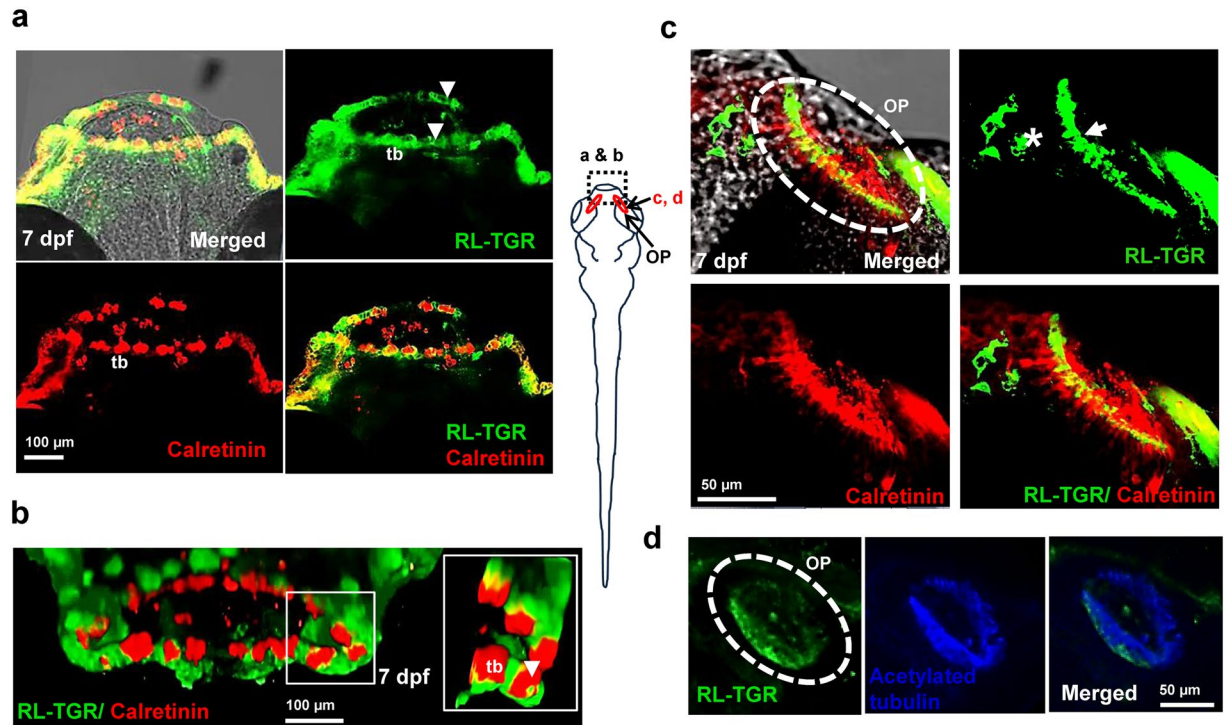 a
7 dpf
Merged
tb
RL-TGR
tb
100 µm
Calretinin
RL-TGR
Calretinin
a & b
c, d
OP
c
OP
7 dpf
Merged
*
RL-TGR
50 µm
Calretinin
RL-TGR/ Calretinin
b
7 dpf
RL-TGR/ Calretinin
100 µm
tb
d
OP
RL-TGR
Acetylated
tubulin
Merged
50 µm